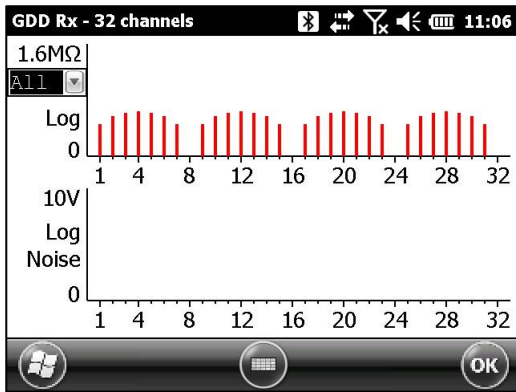 GDD Rx - 32 channels 11:06
1.6MΩ
All
Log
0
1 4 8 12 16 20 24 28 32
10V
Log
Noise
0
1 4 8 12 16 20 24 28 32
OK